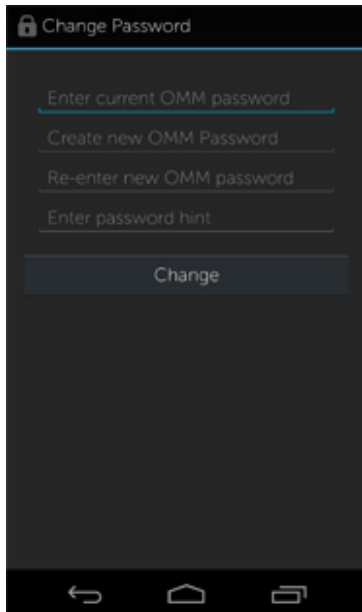 Change Password
Enter current OMM password
Create new OMM Password
Re-enter new OMM password
Enter password hint
Change